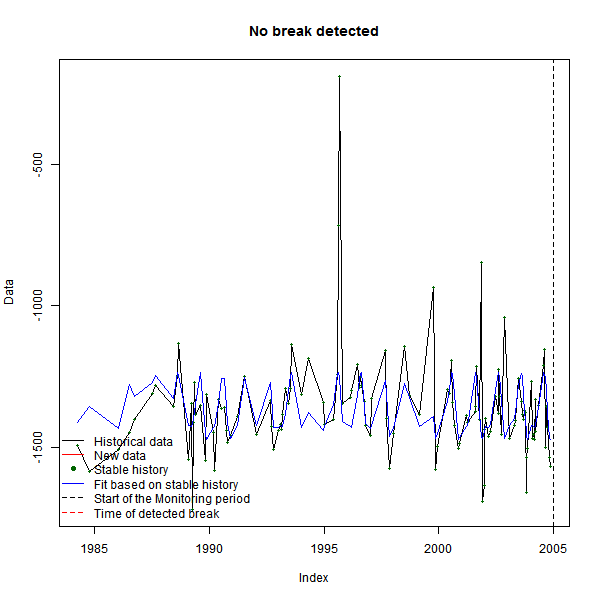 No break detected
Data
-500
-1000
-1500
Historical data
New data
Stable history
Fit based on stable history
Start of the Monitoring period
Time of detected break
1985 1990 1995 2000 2005
Index